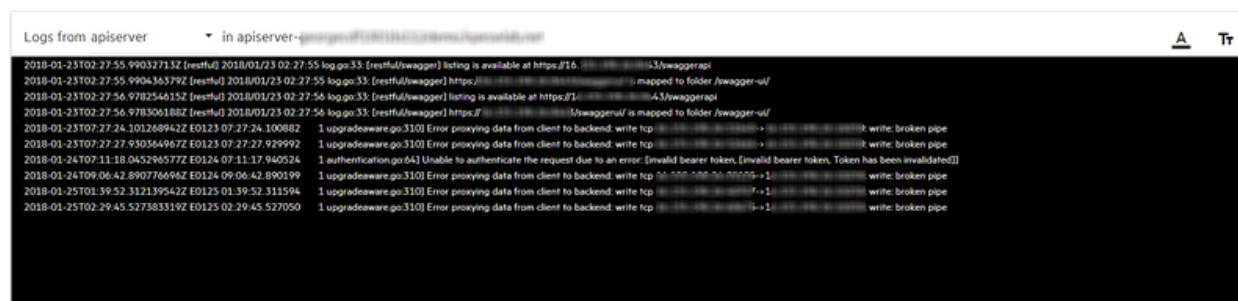 Logs from apiserver in apiserver-
A
TT
2018-01-23T02:27:55.99032713Z [restful] 2018/01/23 02:27:55 log.go:33: [restful/swagger] listing is available at https://16. 43/swaggerapi
2018-01-23T02:27:55.990436379Z [restful] 2018/01/23 02:27:55 log.go:33: [restful/swagger] https:/ mapped to folder /swagger-ui/
2018-01-23T02:27:56.978254615Z [restful] 2018/01/23 02:27:56 log.go:33: [restful/swagger] listing is available at https://1 43/swaggerapi
2018-01-23T02:27:56.978306188Z [restful] 2018/01/23 02:27:56 log.go:33: [restful/swagger] https:/ /swaggerui/ is mapped to folder /swagger-ui/
2018-01-23T07:27:24.101268942Z E0123 07:27:24.100882 1 upgradeaware.go:310] Error proxying data from client to backend: write tcp -> write: broken pipe
2018-01-23T07:27:27.930364967Z E0123 07:27:27.929992 1 upgradeaware.go:310] Error proxying data from client to backend: write tcp -> write: broken pipe
2018-01-24T07:11:18.045296577Z E0124 07:11:17.940524 1 authentication.go:64] Unable to authenticate the request due to an error: [invalid bearer token, [invalid bearer token, Token has been invalidated]]
2018-01-24T09:06:42.890776696Z E0124 09:06:42.890199 1 upgradeaware.go:310] Error proxying data from client to backend: write tcp ->1 write: broken pipe
2018-01-25T01:39:52.312139542Z E0125 01:39:52.311594 1 upgradeaware.go:310] Error proxying data from client to backend: write tcp ->1 write: broken pipe
2018-01-25T02:29:45.527383319Z E0125 02:29:45.527050 1 upgradeaware.go:310] Error proxying data from client to backend: write tcp ->1 write: broken pipe